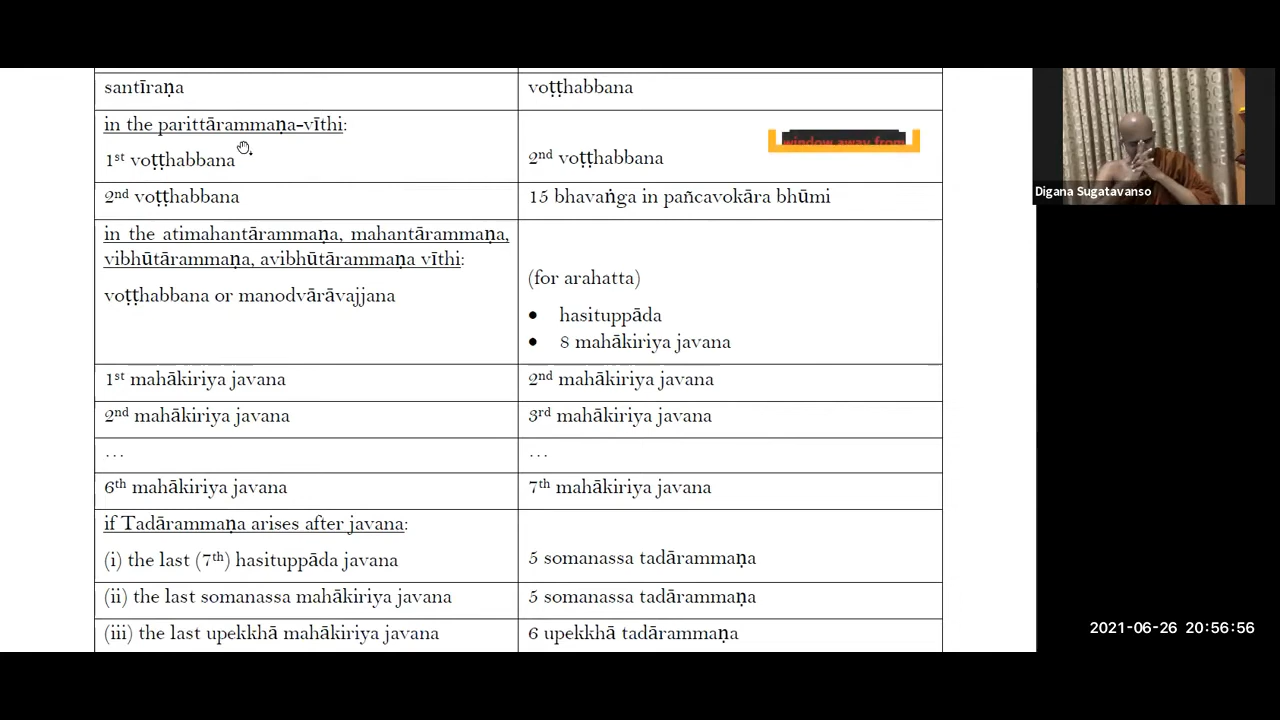 santīraṇa
voṭṭhabbana
in the parittārammaṇa-vīthi:
1st voṭṭhabbana
2nd voṭṭhabbana
window away from
2nd voṭṭhabbana
15 bhavaṅga in pañcavokāra bhūmi
in the atimahantārammaṇa, mahantārammaṇa,
vibhūtārammaṇa, avibhūtārammaṇa vīthi:
voṭṭhabbana or manodvārāvajjana
(for arahatta)
• hasituppāda
• 8 mahākiriya javana
1st mahākiriya javana
2nd mahākiriya javana
2nd mahākiriya javana
3rd mahākiriya javana
…
…
6th mahākiriya javana
7th mahākiriya javana
if Tadārammaṇa arises after javana:
(i) the last (7th) hasituppāda javana
5 somanassa tadārammaṇa
(ii) the last somanassa mahākiriya javana
5 somanassa tadārammaṇa
(iii) the last upekkhā mahākiriya javana
6 upekkhā tadārammaṇa
Digana Sugatavanso
2021-06-26 20:56:56